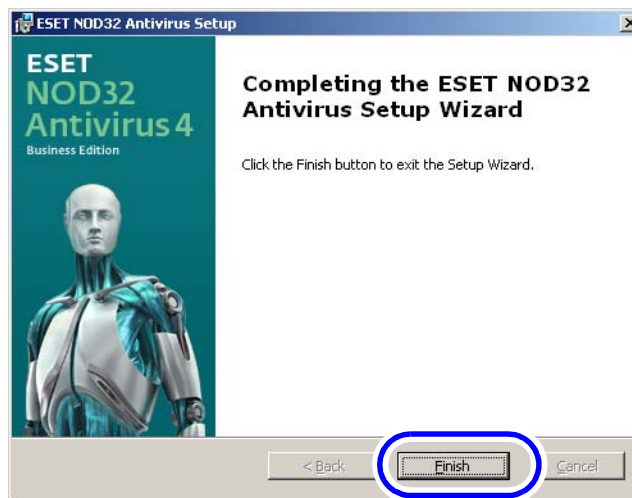 ESET NOD32 Antivirus Setup
ESET
NOD32
Antivirus 4
Business Edition
Completing the ESET NOD32
Antivirus Setup Wizard
Click the Finish button to exit the Setup Wizard.
< Back
Finish
Cancel